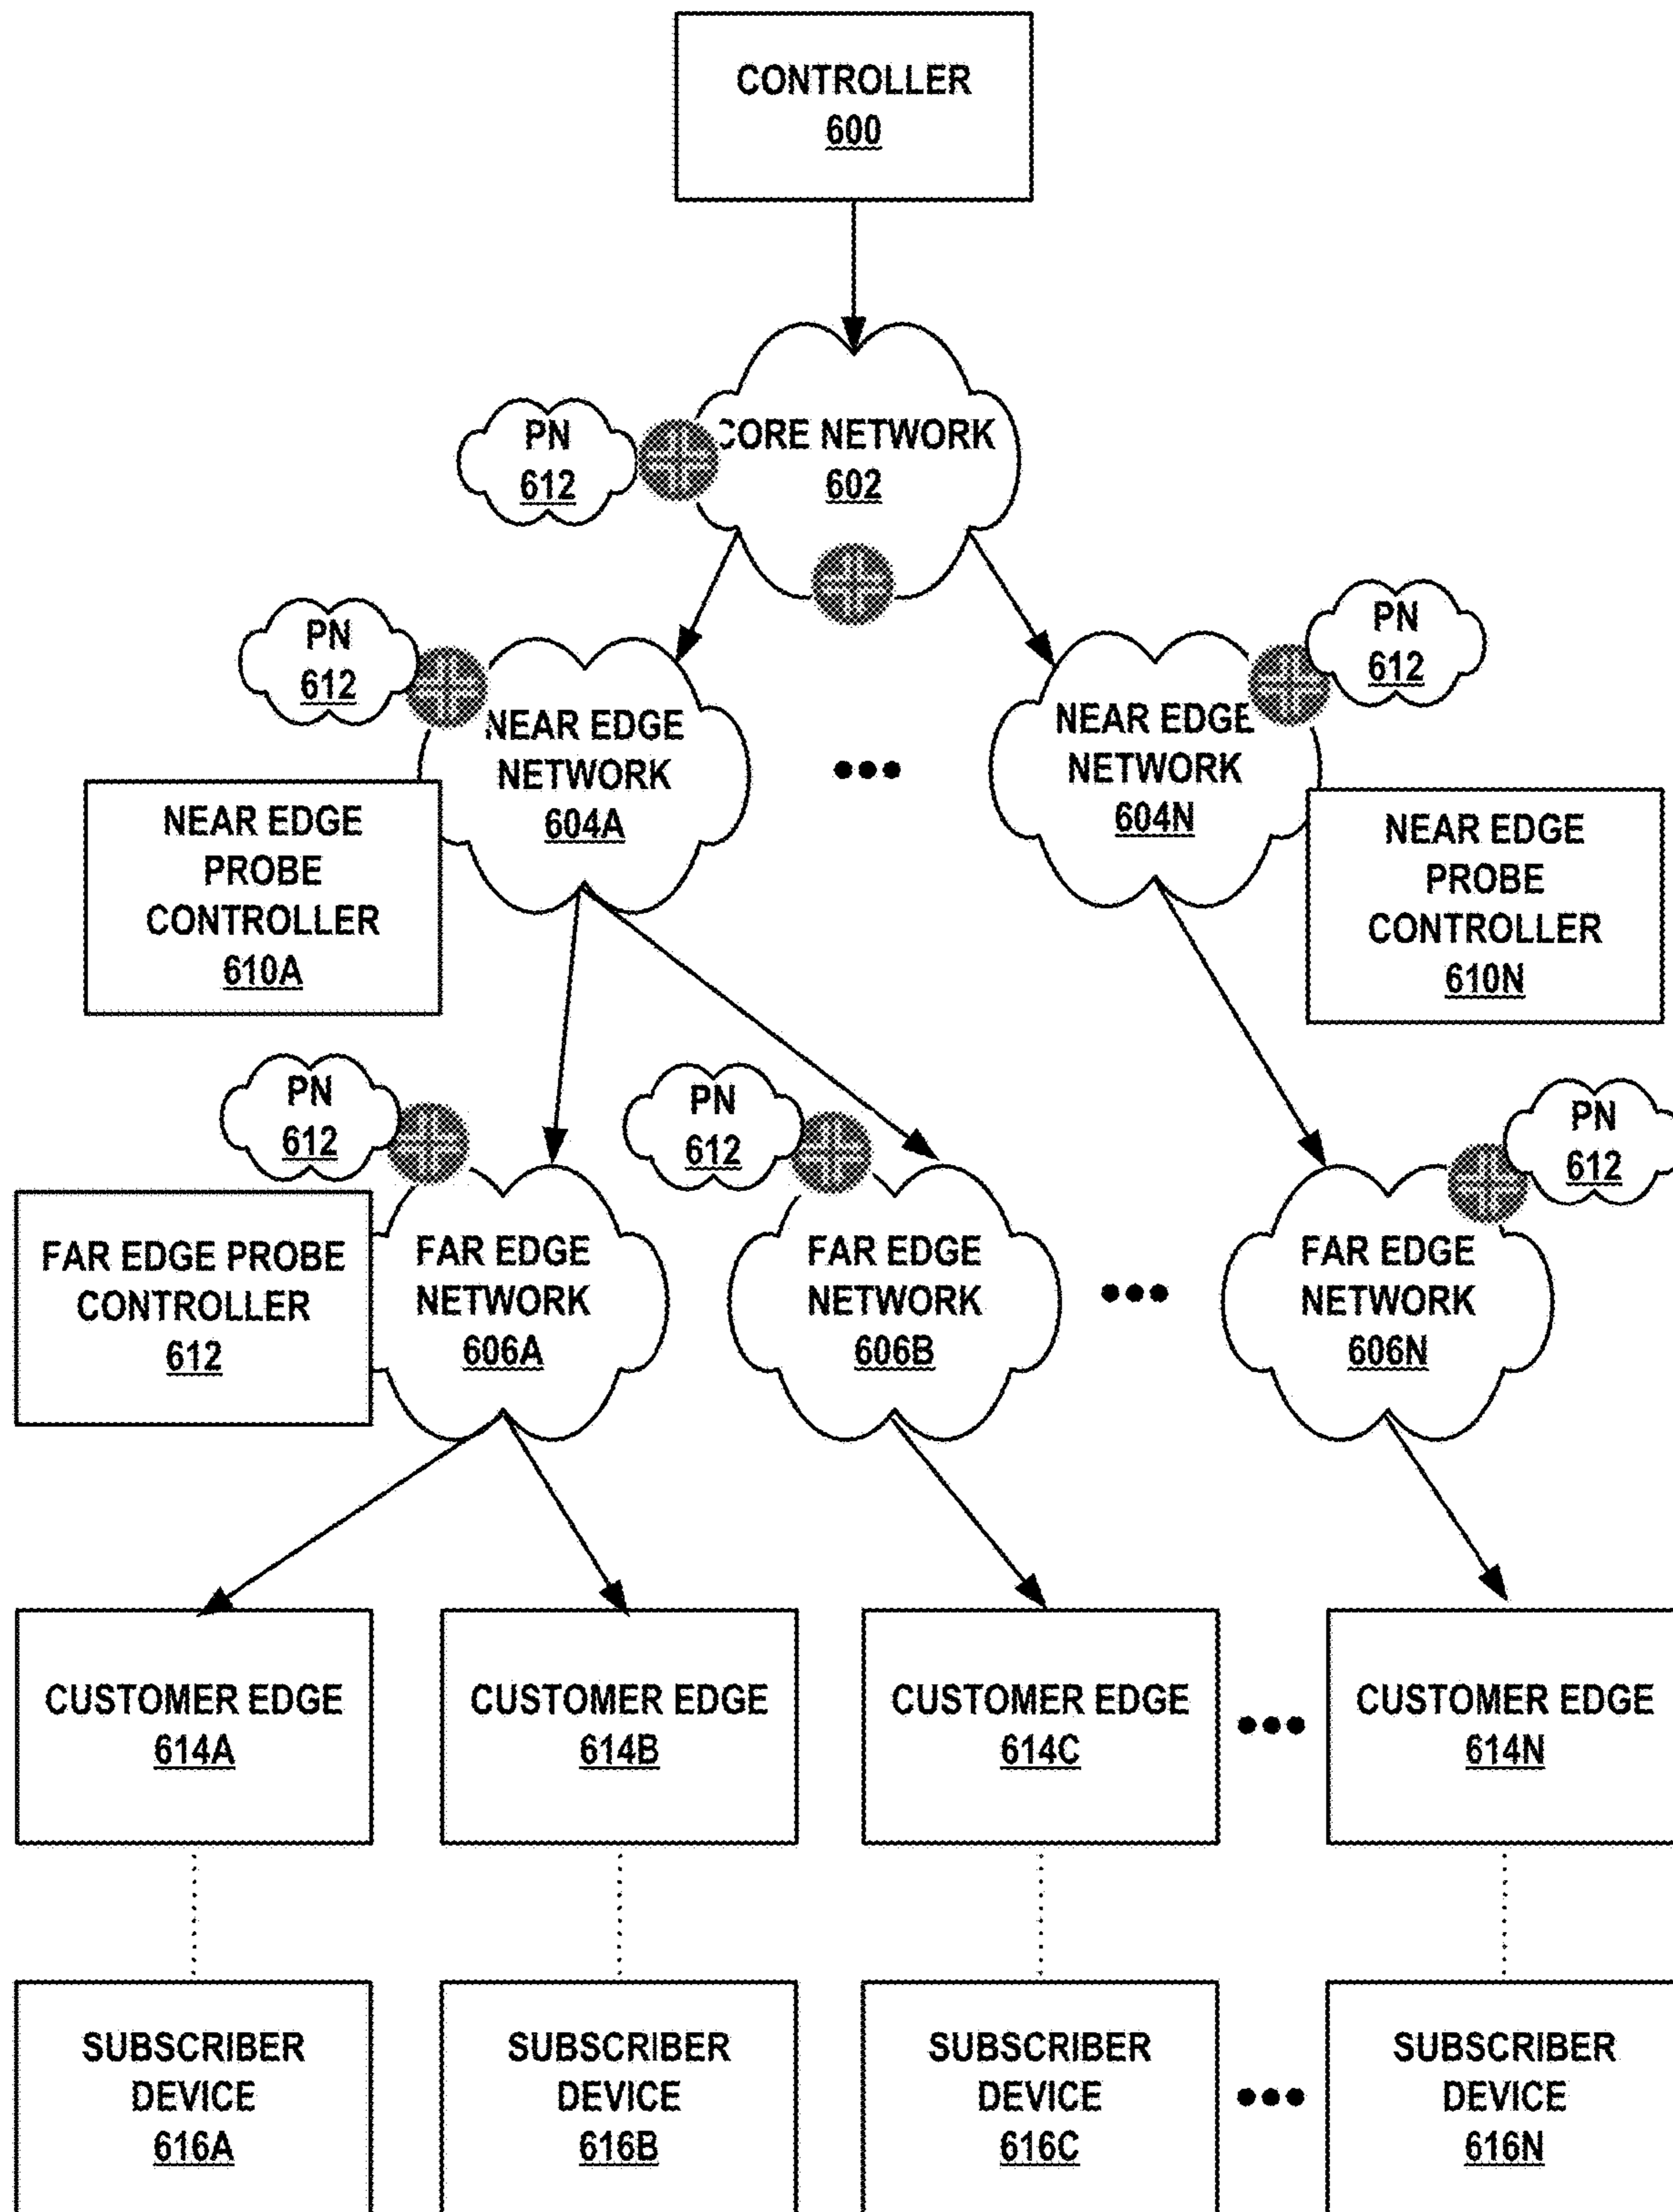 CONTROLLER
600
PN
612
CORE NETWORK
602
PN
612
PN
612
NEAR EDGE
NETWORK
604A
NEAR EDGE
NETWORK
604N
NEAR EDGE
PROBE
CONTROLLER
610A
NEAR EDGE
PROBE
CONTROLLER
610N
PN
612
PN
612
PN
612
FAR EDGE PROBE
CONTROLLER
612
FAR EDGE
NETWORK
606A
FAR EDGE
NETWORK
606B
FAR EDGE
NETWORK
606N
CUSTOMER EDGE
614A
CUSTOMER EDGE
614B
CUSTOMER EDGE
614C
CUSTOMER EDGE
614N
SUBSCRIBER
DEVICE
616A
SUBSCRIBER
DEVICE
616B
SUBSCRIBER
DEVICE
616C
SUBSCRIBER
DEVICE
616N